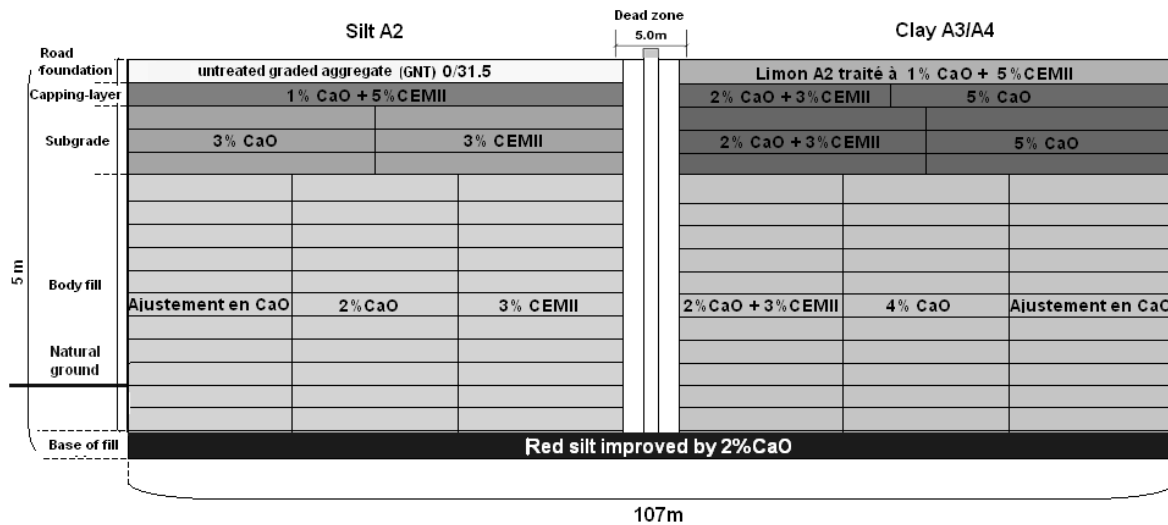 Dead zone
Silt A2
5.0m
Clay A3/A4
Road
foundation
untreated graded aggregate (GNT) 0/31.5
Limon A2 traité à 1% CaO + 5%CEMII
Capping-layer
1% CaO + 5%CEMII
2% CaO + 3%CEMII
5% CaO
Subgrade
3% CaO
3% CEMII
2% CaO + 3%CEMII
5% CaO
5 m
Body fill
Ajustement en CaO
2%CaO
3% CEMII
2%CaO + 3%CEMII
4% CaO
Ajustement en CaO
Natural
ground
Base of fill
Red silt improved by 2%CaO
107m